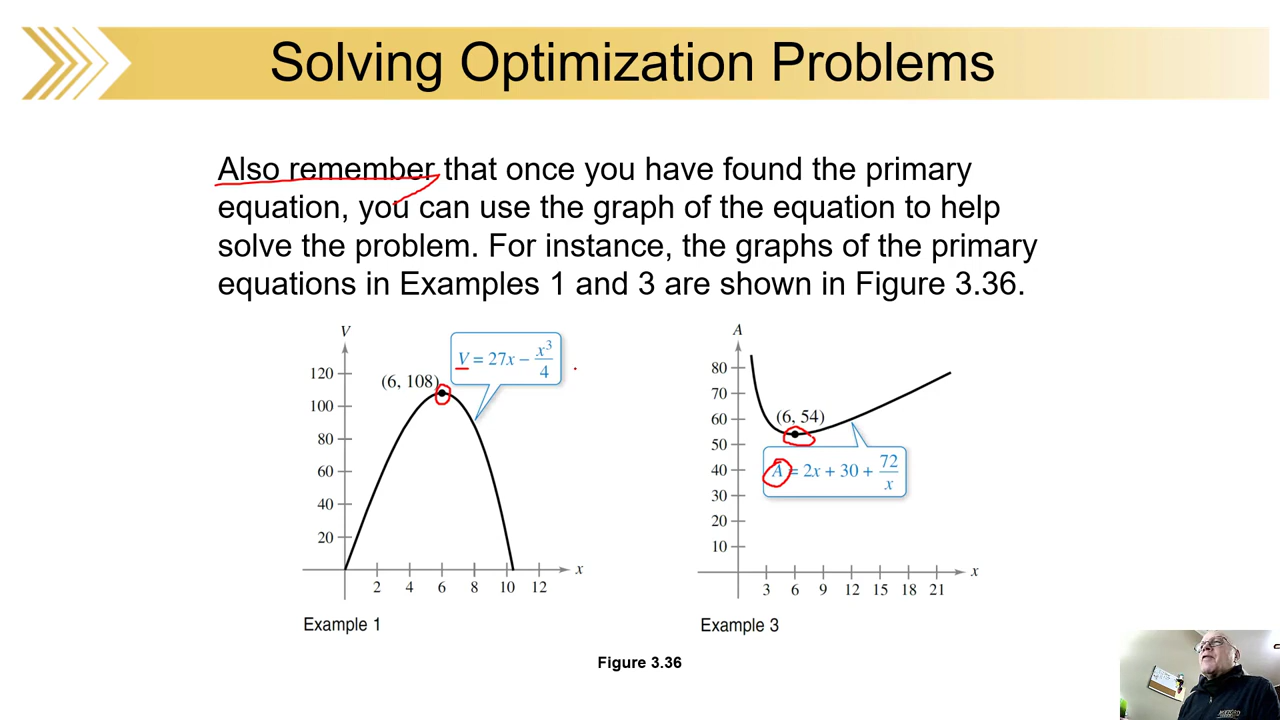 Solving Optimization Problems
Also remember that once you have found the primary
equation, you can use the graph of the equation to help
solve the problem. For instance, the graphs of the primary
equations in Examples 1 and 3 are shown in Figure 3.36.
V
120
100
80
60
40
20
2 4 6 8 10 12 x
(6, 108)
V = 27x − x³/4
Example 1
A
80
70
60
50
40
30
20
10
3 6 9 12 15 18 21 x
(6, 54)
A = 2x + 30 + 72/x
Example 3
Figure 3.36